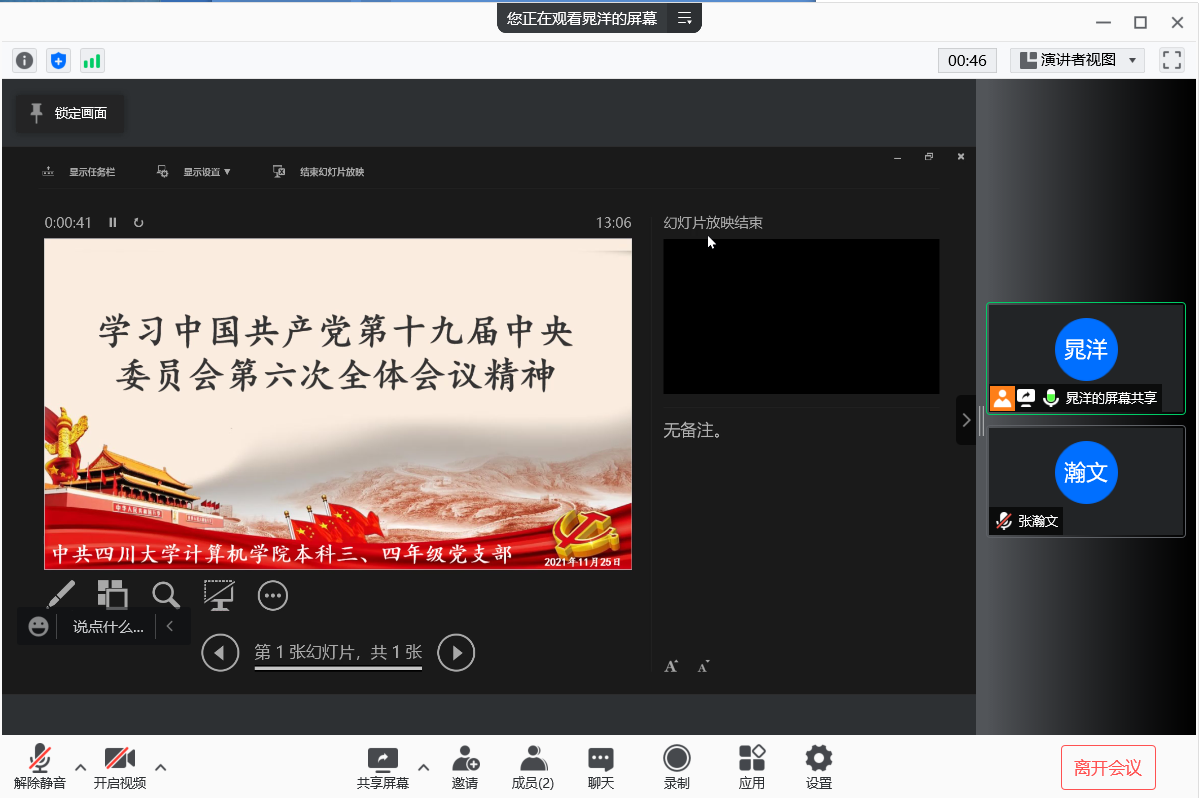 您正在观看晁洋的屏幕
00:46
演讲者视图
锁定画面
显示任务栏
显示设置
结束幻灯片放映
0:00:41
13:06
幻灯片放映结束
学习中国共产党第十九届中央
委员会第六次全体会议精神
中共四川大学计算机学院本科三、四年级党支部
2021年11月25日
无备注。
晁洋
晁洋的屏幕共享
瀚文
张瀚文
说点什么...
第 1 张幻灯片，共 1 张
A A
解除静音
开启视频
共享屏幕
邀请
成员(2)
聊天
录制
应用
设置
离开会议